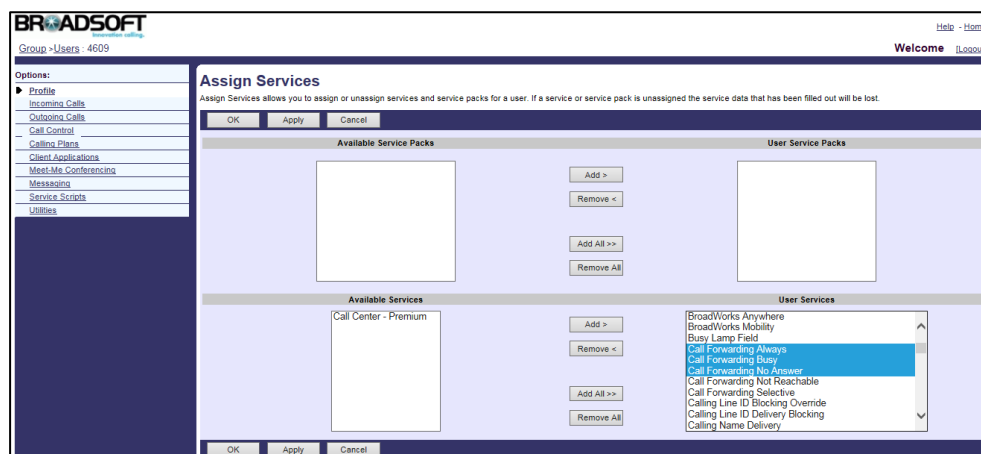 BROADSOFT
innovation calling.
Help - Hom
Group >Users : 4609
Welcome [Logou
Options:
Profile
Incoming Calls
Outgoing Calls
Call Control
Calling Plans
Client Applications
Meet-Me Conferencing
Messaging
Service Scripts
Utilities
Assign Services
Assign Services allows you to assign or unassign services and service packs for a user. If a service or service pack is unassigned the service data that has been filled out will be lost.
OK Apply Cancel
Available Service Packs User Service Packs
Add >
Remove <
Add All >>
Remove All
Available Services User Services
Call Center - Premium
Add >
Remove <
Add All >>
Remove All
BroadWorks Anywhere
BroadWorks Mobility
Busy Lamp Field
Call Forwarding Always
Call Forwarding Busy
Call Forwarding No Answer
Call Forwarding Not Reachable
Call Forwarding Selective
Calling Line ID Blocking Override
Calling Line ID Delivery Blocking
Calling Name Delivery
OK Apply Cancel